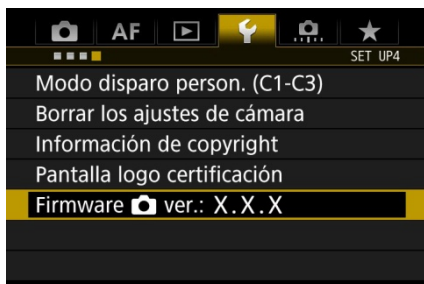 AF
SET UP4
Modo disparo person. (C1-C3)
Borrar los ajustes de cámara
Información de copyright
Pantalla logo certificación
Firmware ver.: X.X.X